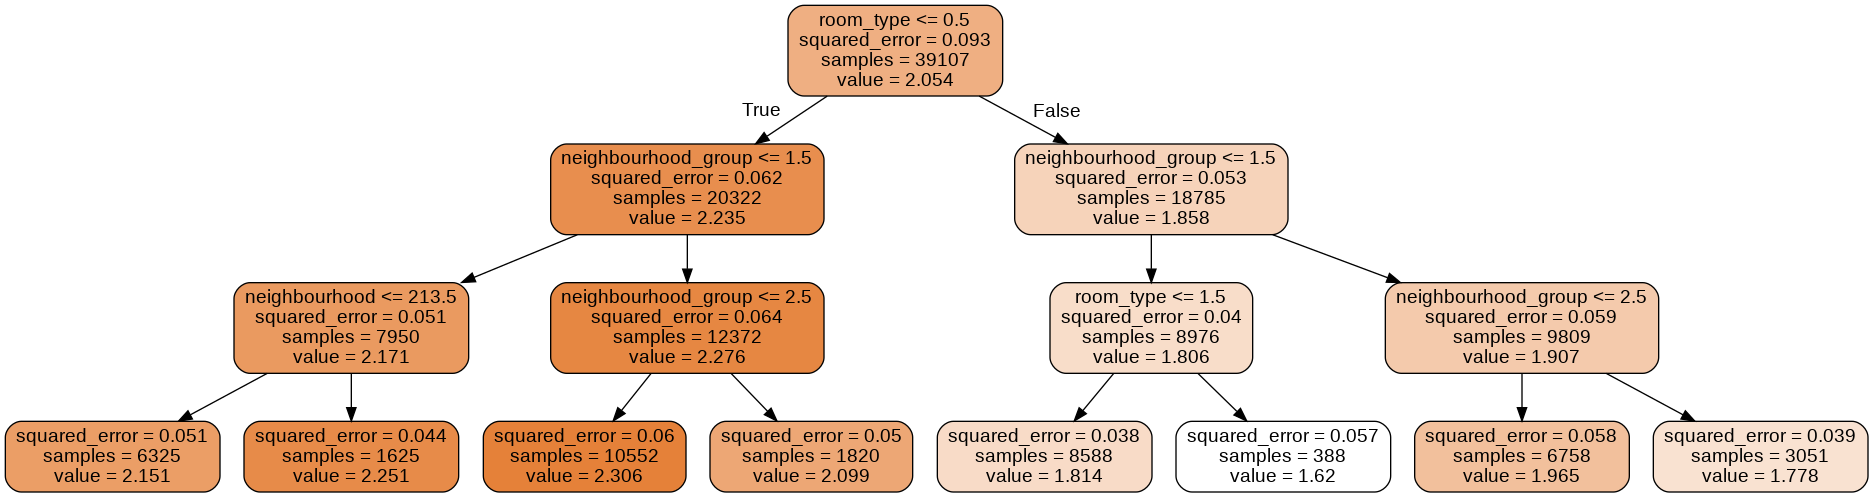 room_type <= 0.5
squared_error = 0.093
samples = 39107
value = 2.054
True
False
neighbourhood_group <= 1.5
squared_error = 0.062
samples = 20322
value = 2.235
neighbourhood_group <= 1.5
squared_error = 0.053
samples = 18785
value = 1.858
neighbourhood <= 213.5
squared_error = 0.051
samples = 7950
value = 2.171
neighbourhood_group <= 2.5
squared_error = 0.064
samples = 12372
value = 2.276
room_type <= 1.5
squared_error = 0.04
samples = 8976
value = 1.806
neighbourhood_group <= 2.5
squared_error = 0.059
samples = 9809
value = 1.907
squared_error = 0.051
samples = 6325
value = 2.151
squared_error = 0.044
samples = 1625
value = 2.251
squared_error = 0.06
samples = 10552
value = 2.306
squared_error = 0.05
samples = 1820
value = 2.099
squared_error = 0.038
samples = 8588
value = 1.814
squared_error = 0.057
samples = 388
value = 1.62
squared_error = 0.058
samples = 6758
value = 1.965
squared_error = 0.039
samples = 3051
value = 1.778